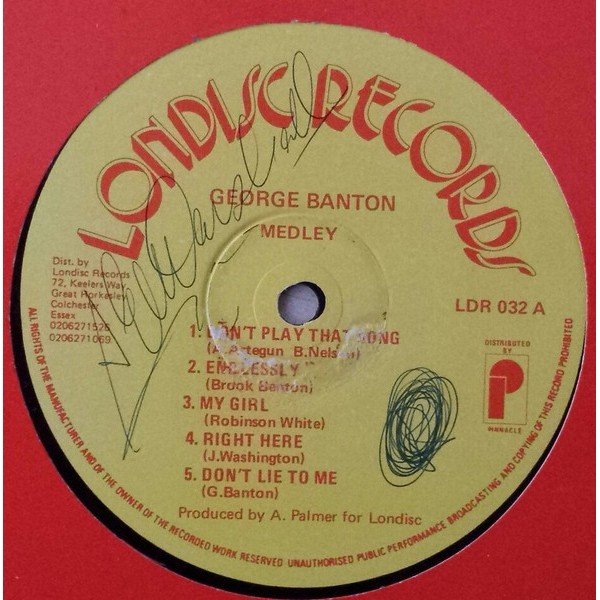 LONDISC RECORDS
GEORGE BANTON
MEDLEY
Dist. by
Londisc Records
72, Keelers Way,
Great Horkesley
Colchester
Essex
0206271526
0206271069
LDR 032 A
1. DON'T PLAY THAT SONG
(A. Ertegun B. Nelson)
2. ENDLESSLY
(Brook Benton)
3. MY GIRL
(Robinson White)
4. RIGHT HERE
(J. Washington)
5. DON'T LIE TO ME
(G. Banton)
Produced by A. Palmer for Londisc
DISTRIBUTED
BY
P
PINNACLE
ALL RIGHTS OF THE MANUFACTURER AND OF THE OWNER OF THE RECORDED WORK RESERVED UNAUTHORISED PUBLIC PERFORMANCE BROADCASTING AND COPYING OF THIS RECORD PROHIBITED